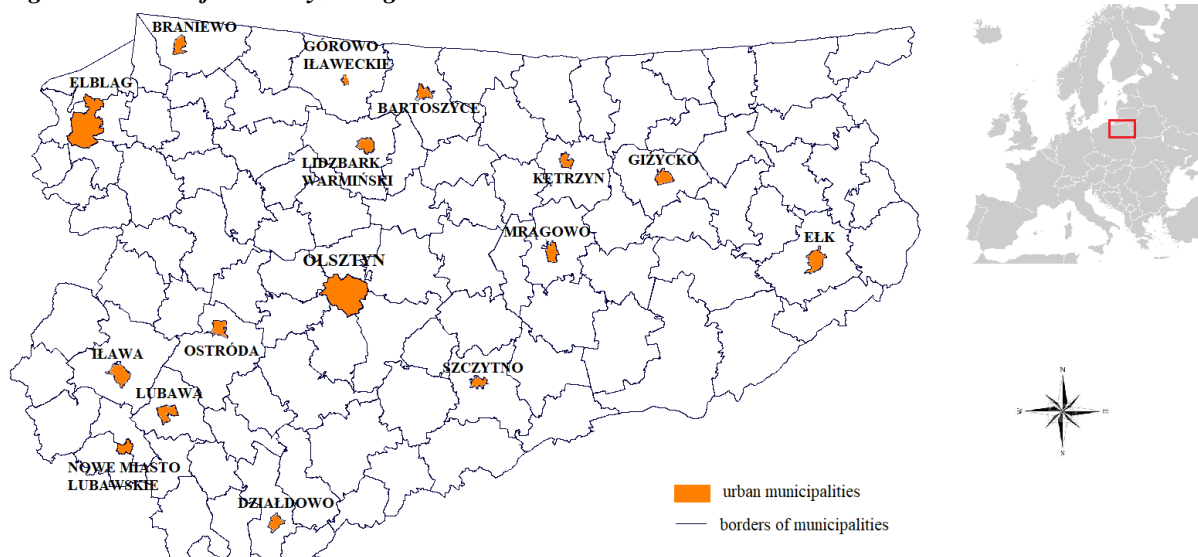 BRANIEWO
GÓROWO
IŁAWECKIE
ELBLĄG
BARTOSZYCE
LIDZBARK
WARMIŃSKI
KĘTRZYN
GIŻYCKO
MRĄGOWO
EŁK
OLSZTYN
OSTRÓDA
IŁAWA
SZCZYTNO
LUBAWA
NOWE MIASTO
LUBAWSKIE
DZIAŁDOWO
N
urban municipalities
borders of municipalities